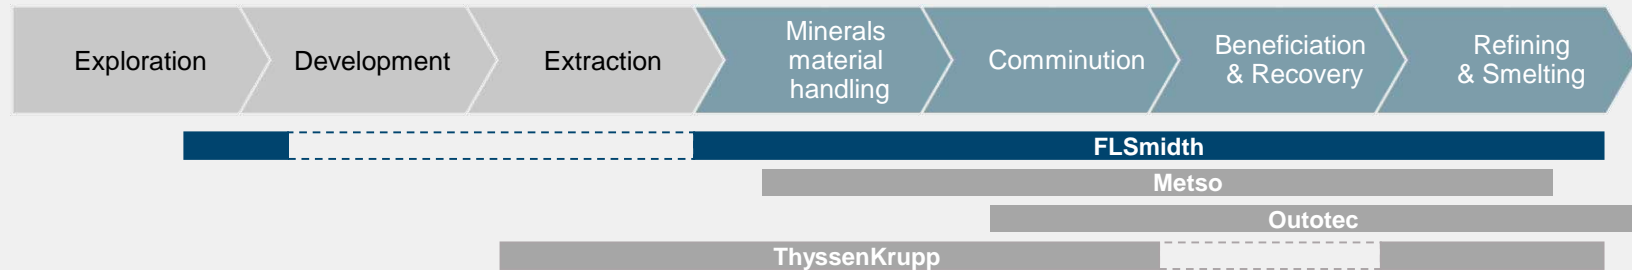 Exploration
Development
Extraction
Minerals
material
handling
Comminution
Beneficiation
& Recovery
Refining
& Smelting
FLSmidth
Metso
Outotec
ThyssenKrupp